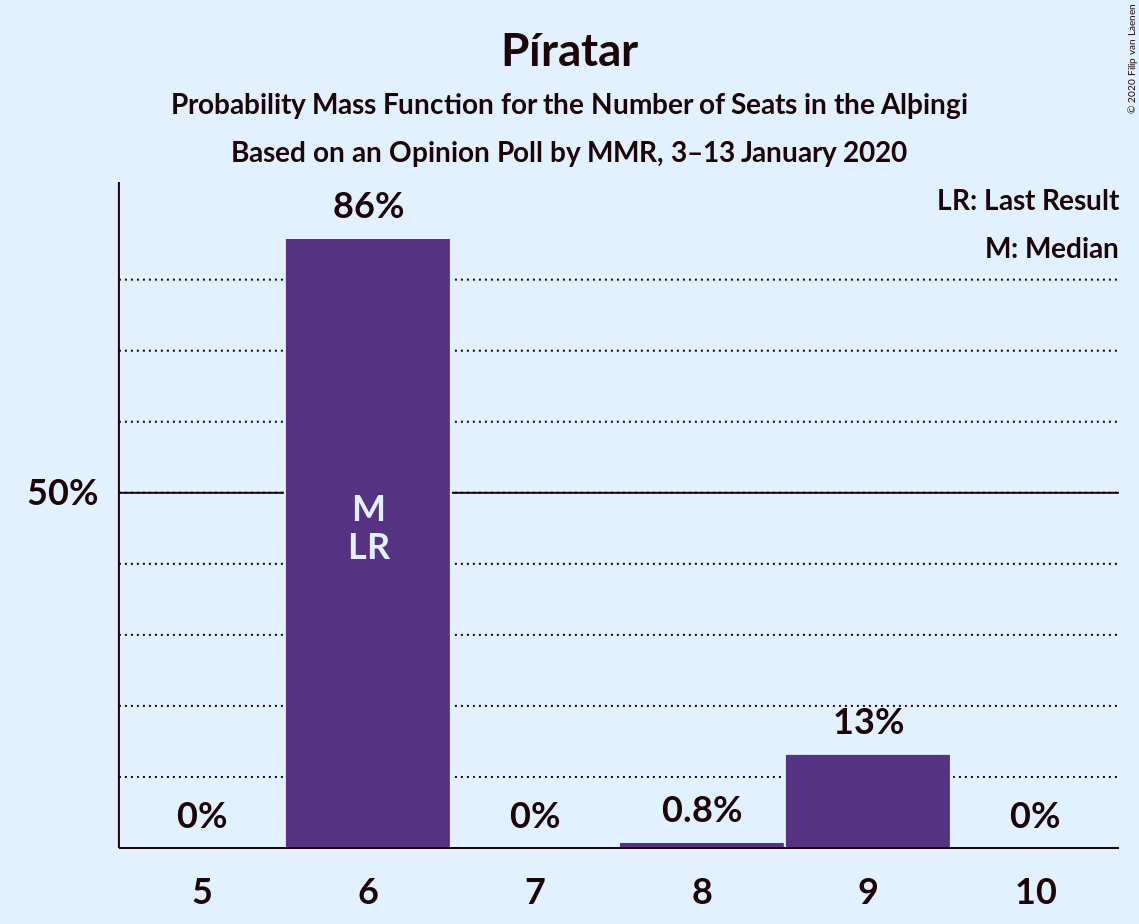 Píratar
Probability Mass Function for the Number of Seats in the Alþingi
Based on an Opinion Poll by MMR, 3–13 January 2020
© 2020 Filip van Laenen
LR: Last Result
M: Median
86%
50%
M
LR
0%
0%
0.8%
13%
0%
5 6 7 8 9 10